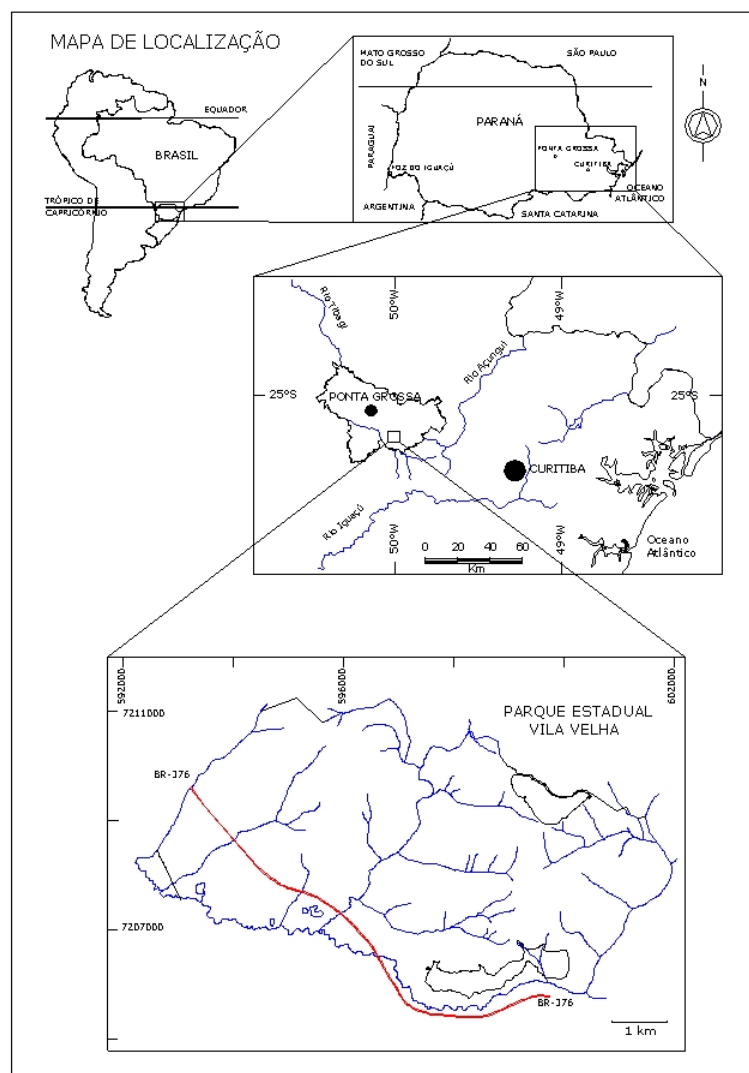 MAPA DE LOCALIZAÇÃO
EQUADOR
BRASIL
TRÓPICO DE
CAPRICÓRNIO
MATO GROSSO
DO SUL
SÃO PAULO
PARANÁ
PARAGUAI
PONTA GROSSA
CURITIBA
FOZ DO IGUAÇÚ
OCEANO
ATLÂNTICO
ARGENTINA
SANTA CATARINA
N
Rio Tibagi
50°W
49°W
Rio Açungui
25°S
25°S
PONTA GROSSA
CURITIBA
Rio Iguaçú
50°W
49°W
0 20 40 60
Km
Oceano
Atlântico
592000
596000
602000
7211000
PARQUE ESTADUAL
VILA VELHA
BR-376
7207000
BR-376
1 km